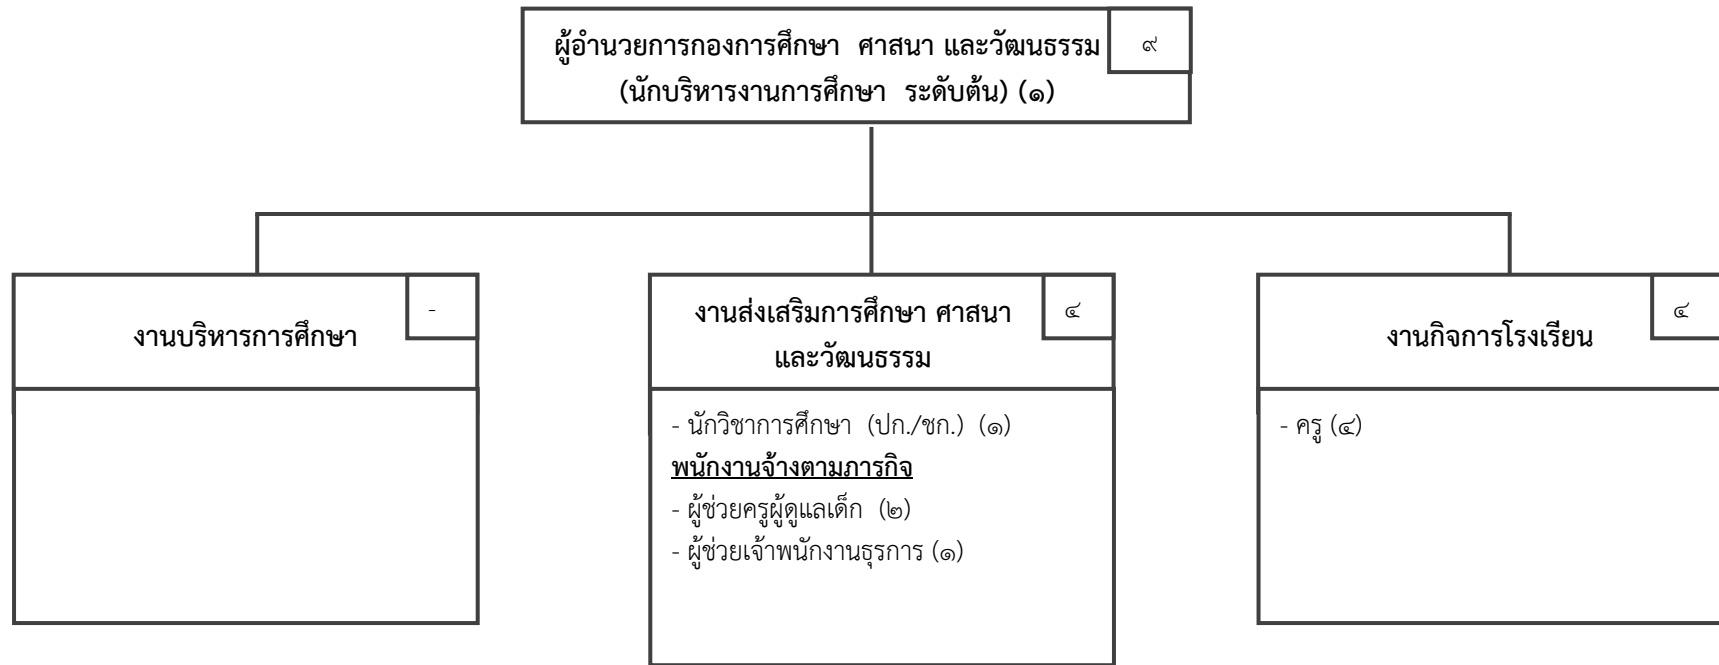 ผู้อำนวยการกองการศึกษา  ศาสนา และวัฒนธรรม
๙
(นักบริหารงานการศึกษา  ระดับต้น) (๑)
งานบริหารการศึกษา
-
งานส่งเสริมการศึกษา ศาสนา
และวัฒนธรรม
๔
- นักวิชาการศึกษา  (ปก./ชก.)  (๑)
พนักงานจ้างตามภารกิจ
- ผู้ช่วยครูผู้ดูแลเด็ก  (๒)
- ผู้ช่วยเจ้าพนักงานธุรการ (๑)
งานกิจการโรงเรียน
๔
- ครู (๔)